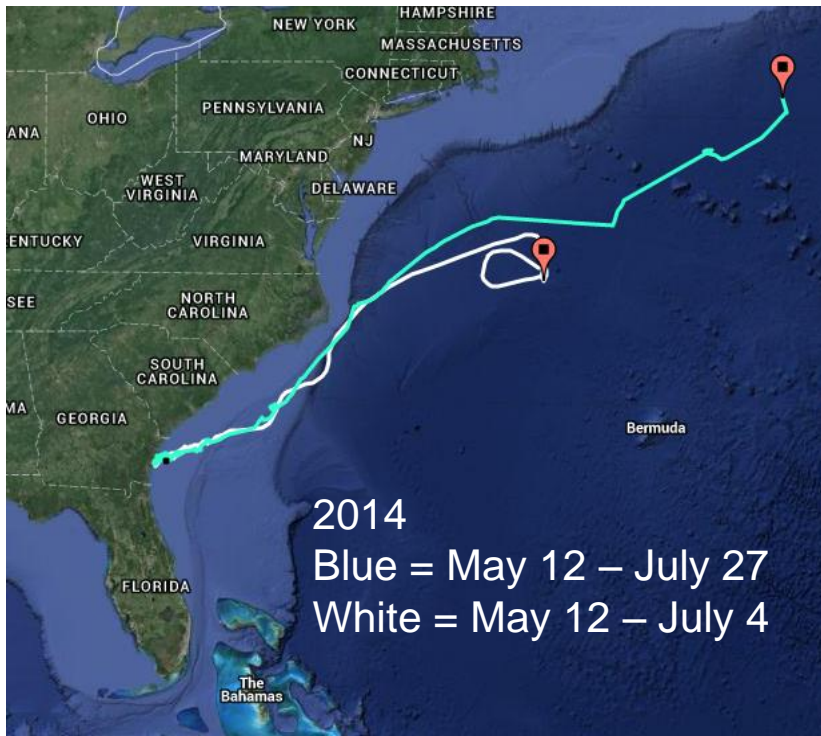 HAMPSHIRE
NEW YORK
MASSACHUSETTS
CONNECTICUT
PENNSYLVANIA
OHIO
ANA
NJ
MARYLAND
WEST
VIRGINIA
DELAWARE
ENTUCKY
VIRGINIA
SEE
NORTH
CAROLINA
SOUTH
CAROLINA
MA
GEORGIA
Bermuda
2014
Blue = May 12 – July 27
White = May 12 – July 4
FLORIDA
The
Bahamas